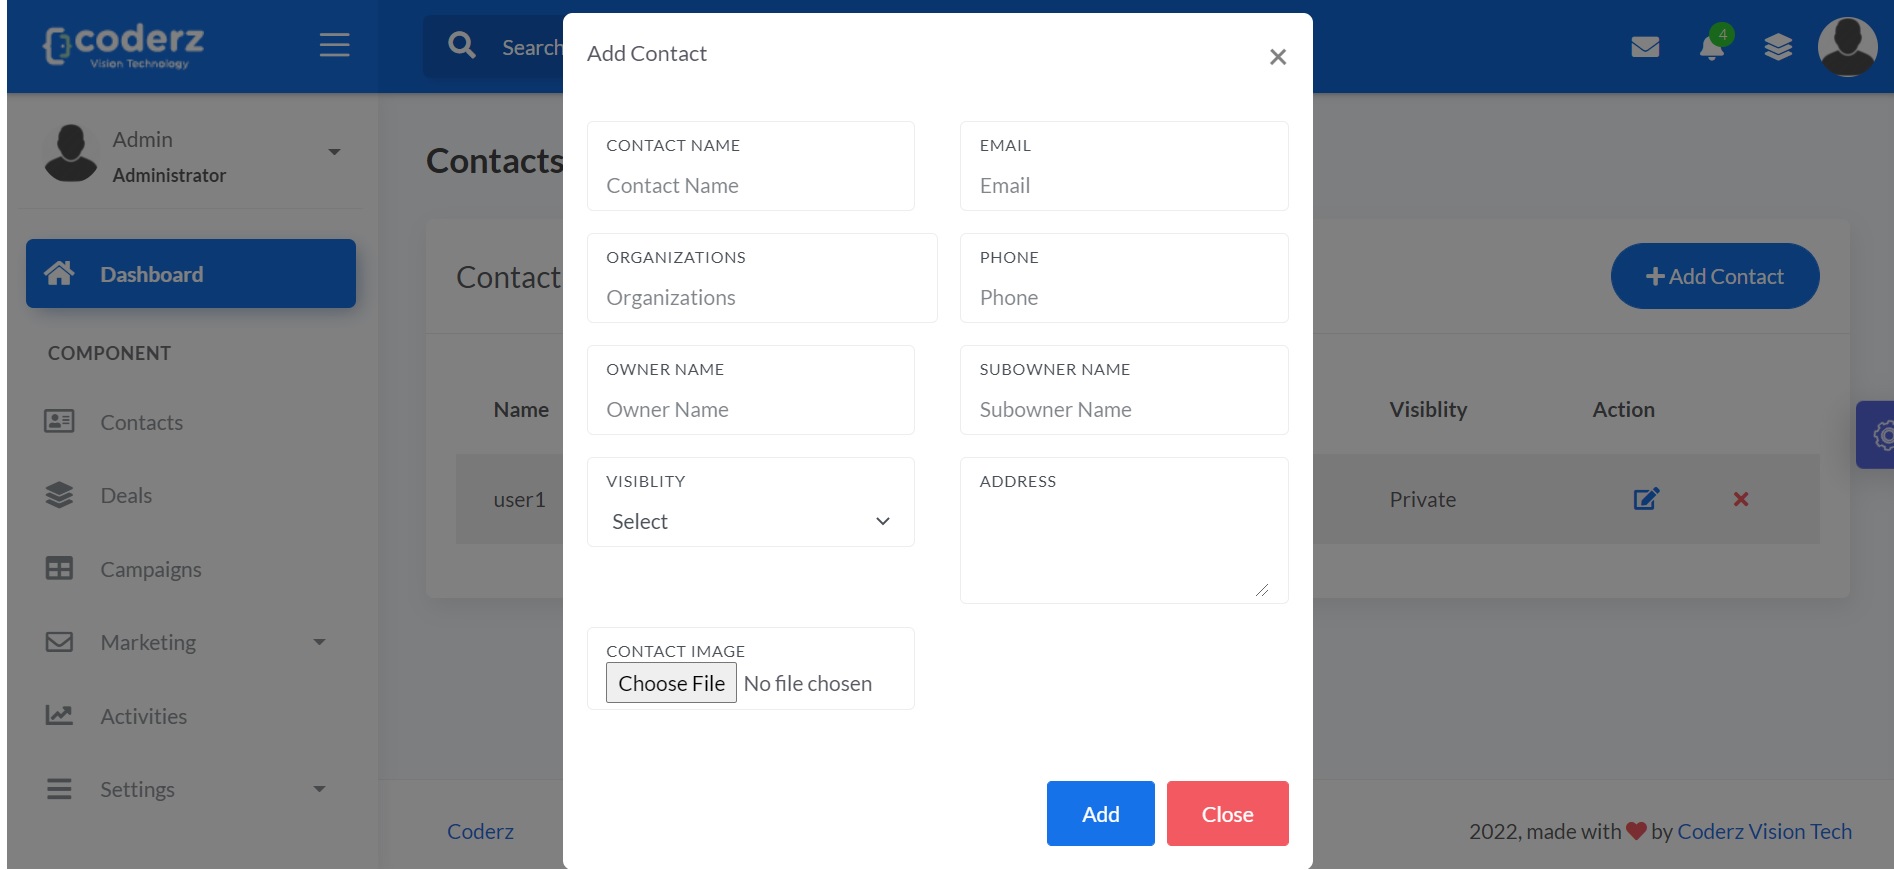 coderz
Vision Technology
Search
4
Admin
Administrator
Dashboard
COMPONENT
Contacts
Deals
Campaigns
Marketing
Activities
Settings
Contacts
Contact
Add Contact
Name
Visiblity
Action
user1
Private
Add Contact
×
CONTACT NAME
Contact Name
EMAIL
Email
ORGANIZATIONS
Organizations
PHONE
Phone
OWNER NAME
Owner Name
SUBOWNER NAME
Subowner Name
VISIBLITY
Select
ADDRESS
CONTACT IMAGE
Choose File No file chosen
Add
Close
Coderz
2022, made with ❤ by Coderz Vision Tech